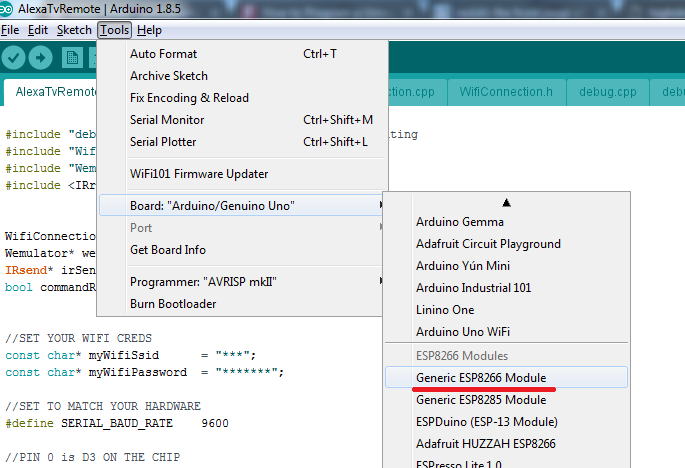 AlexaTvRemote | Arduino 1.8.5
File Edit Sketch Tools Help
AlexaTvRemote
ction.cpp WifiConnection.h debug.cpp
Auto Format Ctrl+T
Archive Sketch
Fix Encoding & Reload
Serial Monitor Ctrl+Shift+M
Serial Plotter Ctrl+Shift+L
WiFi101 Firmware Updater
Board: "Arduino/Genuino Uno"
Port
Get Board Info
Programmer: "AVRISP mkII"
Burn Bootloader
Arduino Gemma
Adafruit Circuit Playground
Arduino Yún Mini
Arduino Industrial 101
Linino One
Arduino Uno WiFi
ESP8266 Modules
Generic ESP8266 Module
Generic ESP8285 Module
ESPDuino (ESP-13 Module)
Adafruit HUZZAH ESP8266
ESPresso Lite 1.0
#include "deb
#include "Wif
#include "Wem
#include <IRr
WifiConnection
Wemulator* we
IRsend* irSen
bool commandR
//SET YOUR WIFI CREDS
const char* myWifiSsid = "***";
const char* myWifiPassword = "*******";
//SET TO MATCH YOUR HARDWARE
#define SERIAL_BAUD_RATE 9600
//PIN 0 is D3 ON THE CHIP